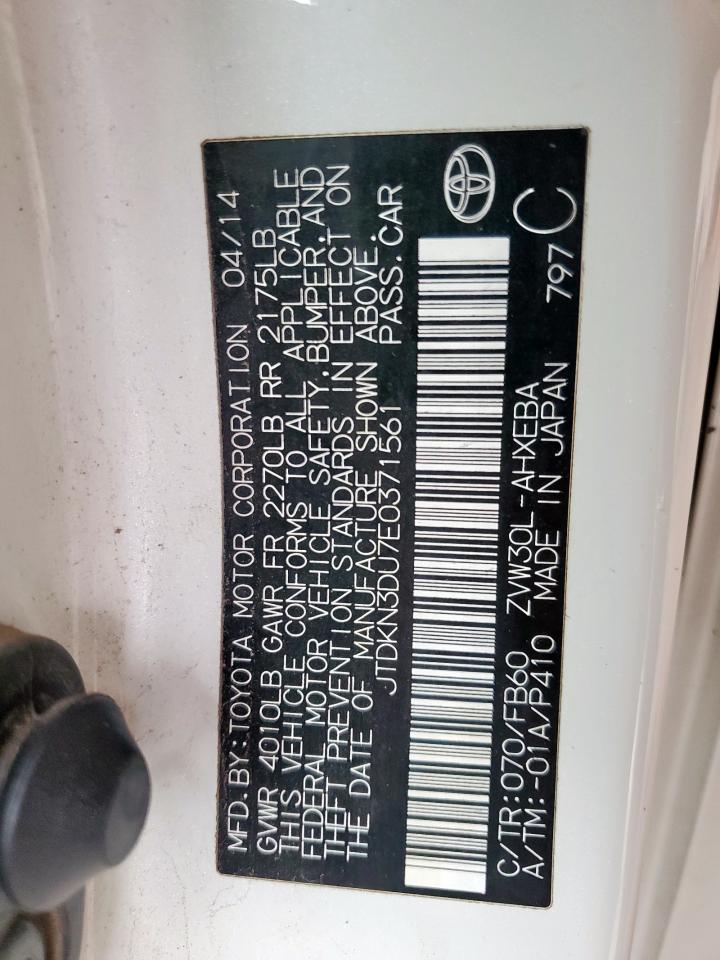 MFD.BY:TOYOTA MOTOR CORPORATION 04/14
GVWR 4010LB GAWR FR 2270LB RR 2175LB
THIS VEHICLE CONFORMS TO ALL APPLICABLE
FEDERAL MOTOR VEHICLE SAFETY,BUMPER,AND
THEFT PREVENTION STANDARDS IN EFFECT ON
THE DATE OF MANUFACTURE SHOWN ABOVE.
JTDKN3DU7E0371561 PASS.CAR
C/TR:070/FB60 ZVW30L-AHXEBA
A/TM:-01A/P410 MADE IN JAPAN 797 C